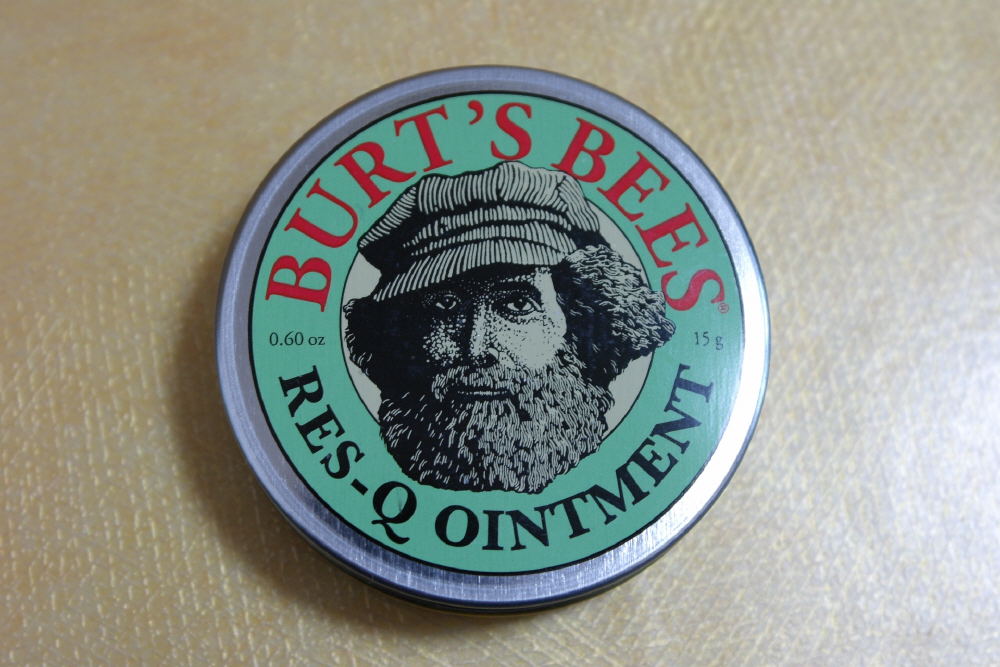 BURT'S BEES®
0.60 oz
15 g
RES-Q OINTMENT